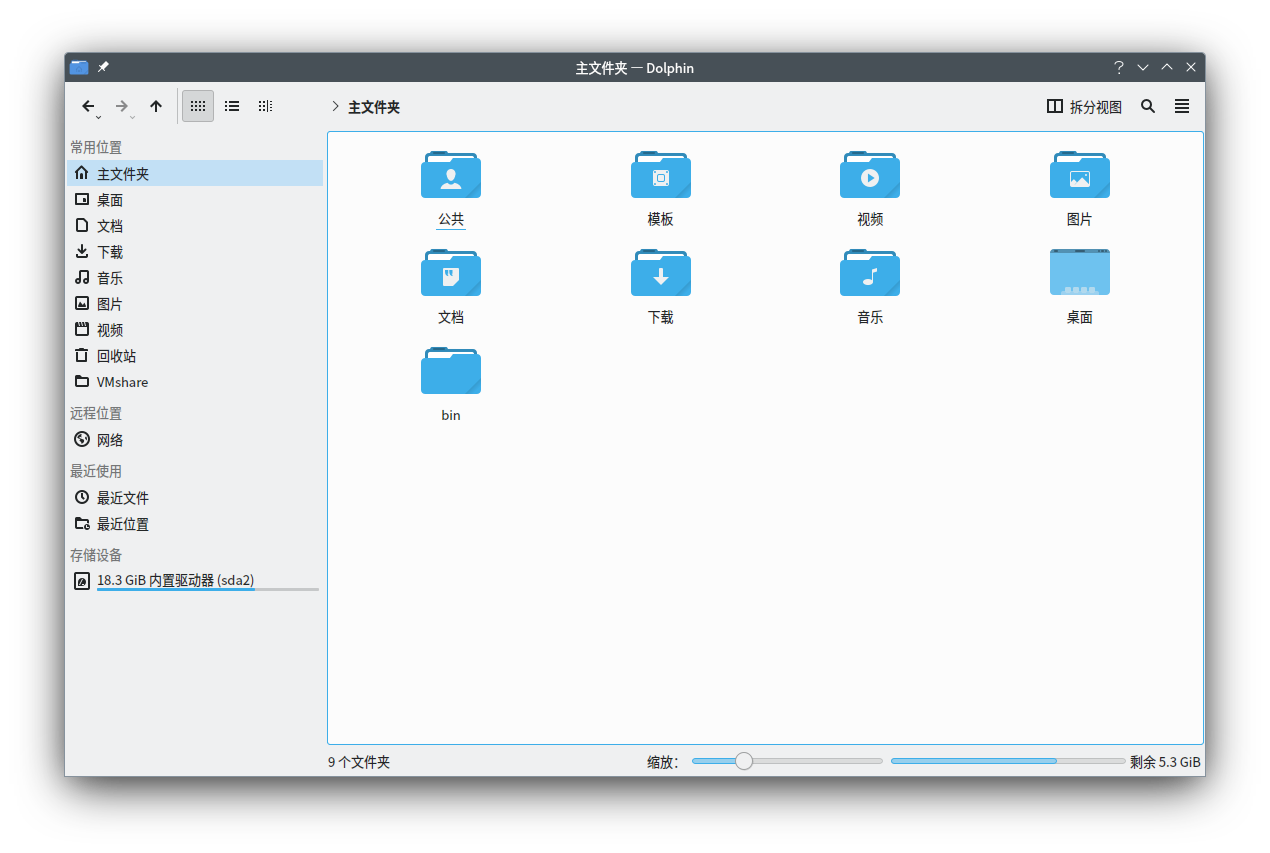 主文件夹 — Dolphin
主文件夹
拆分视图
常用位置
主文件夹
桌面
文档
下载
音乐
图片
视频
回收站
VMshare
远程位置
网络
最近使用
最近文件
最近位置
存储设备
18.3 GiB 内置驱动器 (sda2)
公共
模板
视频
图片
文档
下载
音乐
桌面
bin
9 个文件夹
缩放：
剩余 5.3 GiB